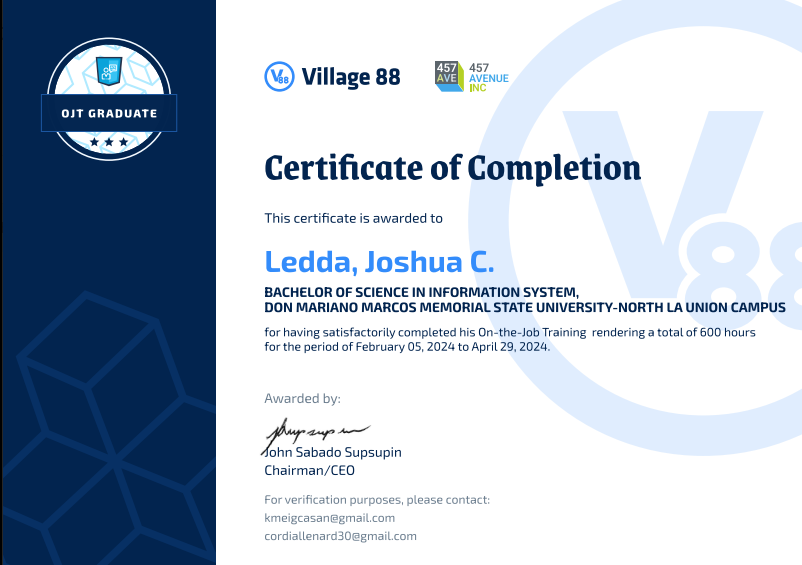 OJT GRADUATE
V88 Village 88
457 AVE 457 AVENUE INC
Certificate of Completion
This certificate is awarded to
Ledda, Joshua C.
BACHELOR OF SCIENCE IN INFORMATION SYSTEM,
DON MARIANO MARCOS MEMORIAL STATE UNIVERSITY-NORTH LA UNION CAMPUS
for having satisfactorily completed his On-the-Job Training rendering a total of 600 hours
for the period of February 05, 2024 to April 29, 2024.
Awarded by:
John Sabado Supsupin
Chairman/CEO
For verification purposes, please contact:
kmeigcasan@gmail.com
cordiallenard30@gmail.com
V88